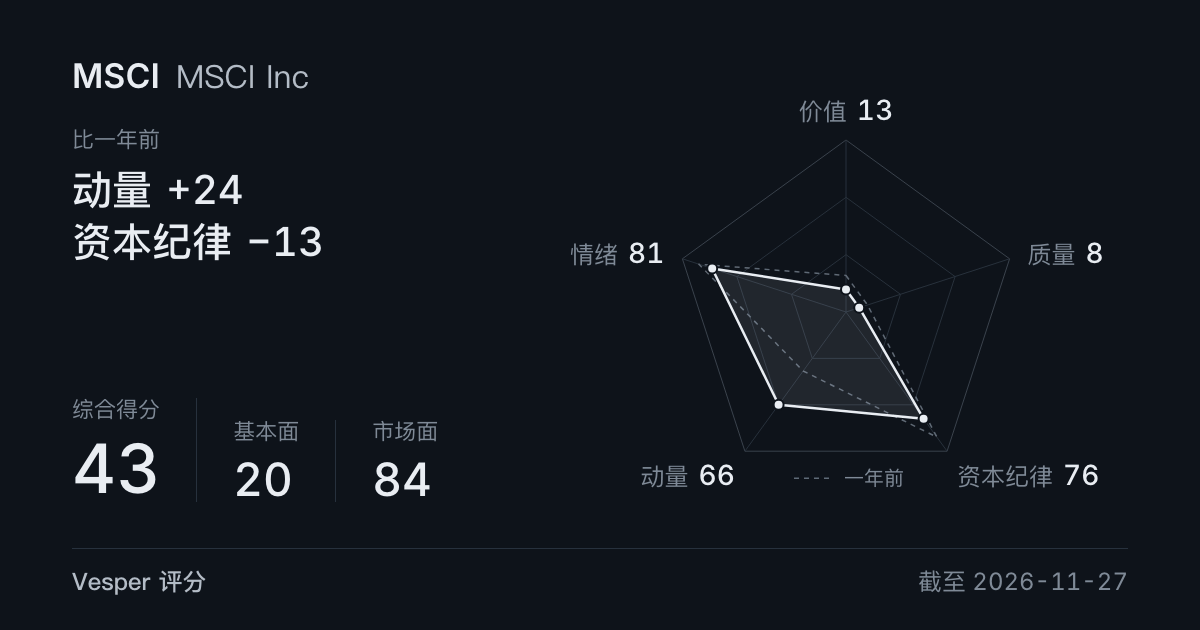 MSCI MSCI Inc
比一年前
动量 +24
资本纪律 −13
综合得分
43
基本面
20
市场面
84
价值 13
情绪 81
质量 8
动量 66
一年前
资本纪律 76
Vesper 评分
截至 2026-11-27